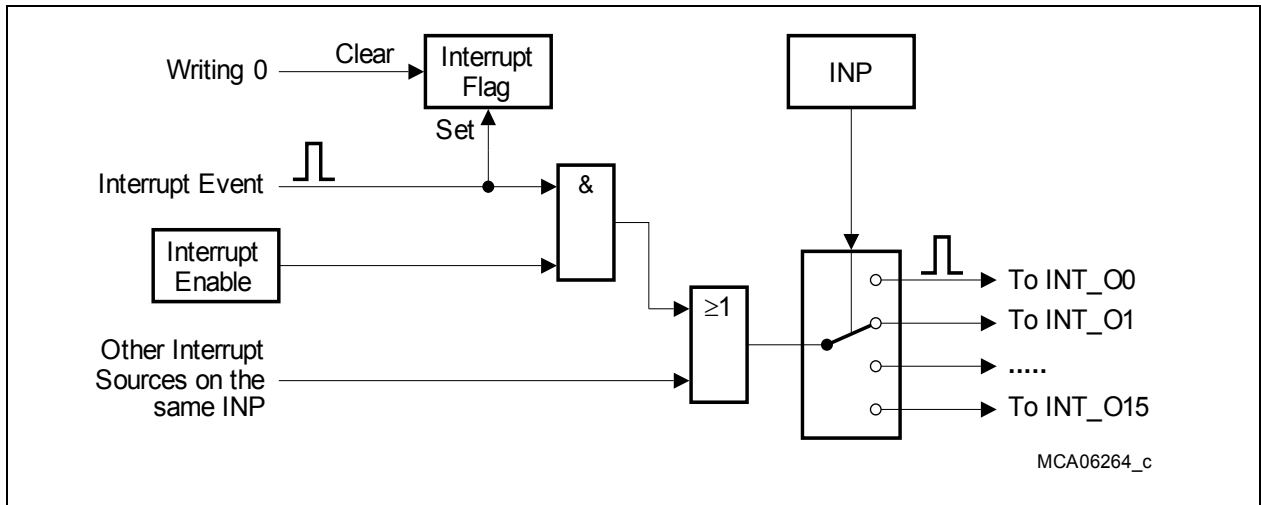 Writing 0
Clear
Interrupt
Flag
INP
Set
Interrupt Event
&
Interrupt
Enable
≥1
To INT_O0
To INT_O1
.....
To INT_O15
Other Interrupt
Sources on the
same INP
MCA06264_c